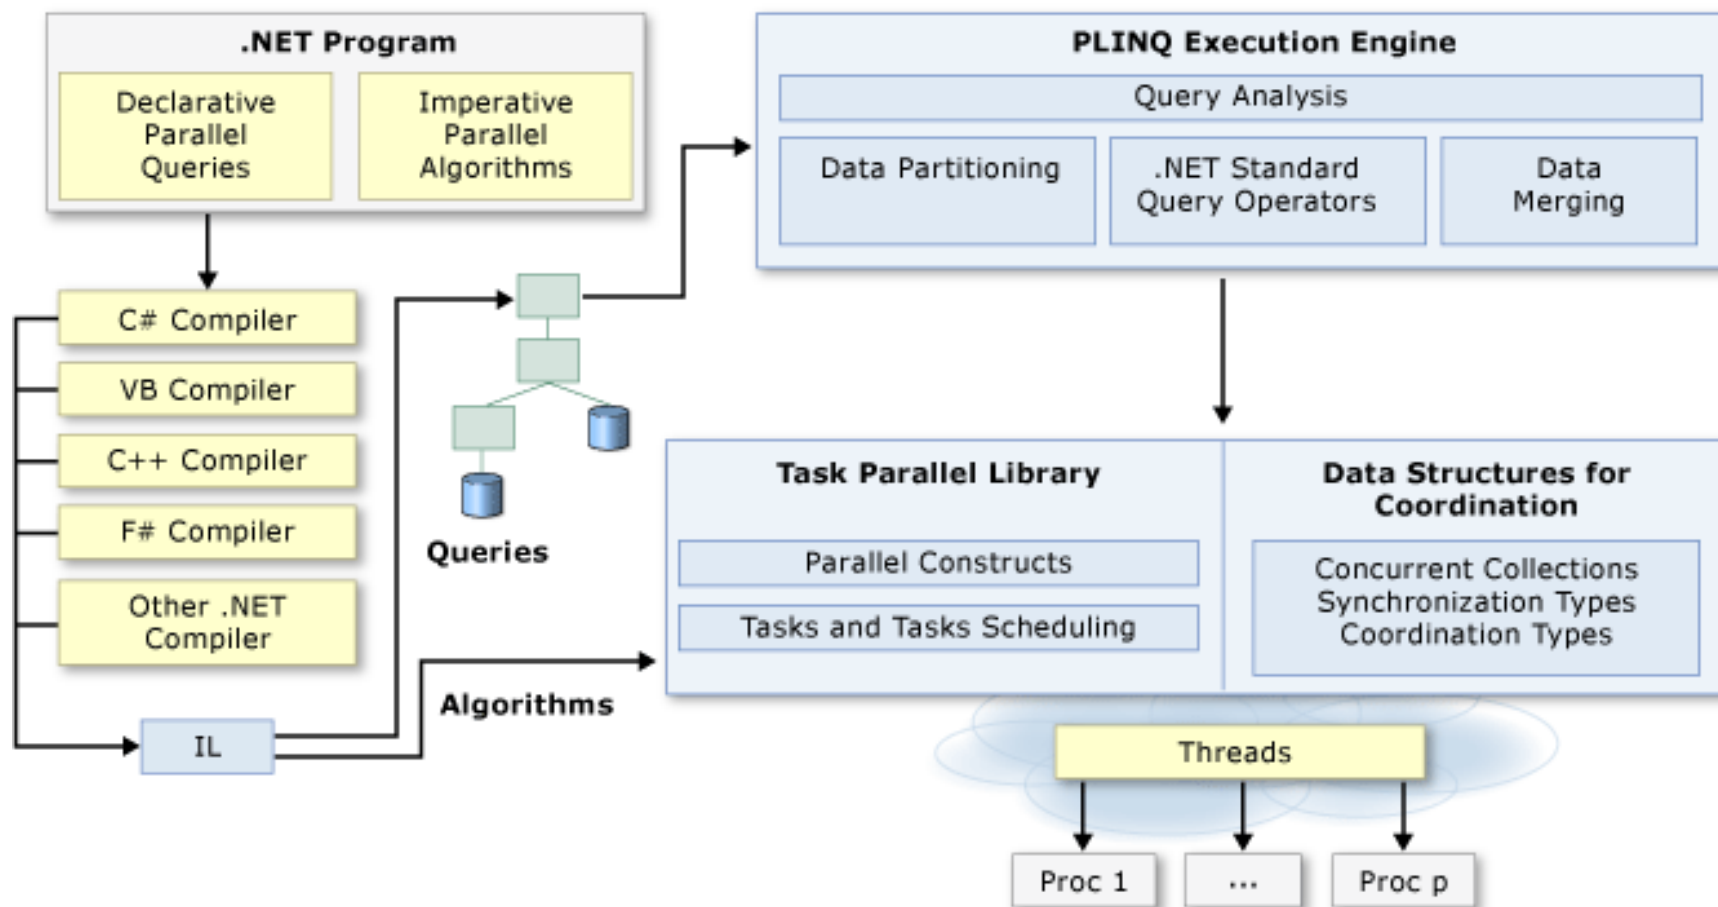 .NET Program
Declarative
Parallel
Queries
Imperative
Parallel
Algorithms
C# Compiler
VB Compiler
C++ Compiler
F# Compiler
Other .NET
Compiler
IL
Queries
Algorithms
PLINQ Execution Engine
Query Analysis
Data Partitioning
.NET Standard
Query Operators
Data
Merging
Task Parallel Library
Parallel Constructs
Tasks and Tasks Scheduling
Data Structures for
Coordination
Concurrent Collections
Synchronization Types
Coordination Types
Threads
Proc 1
...
Proc p